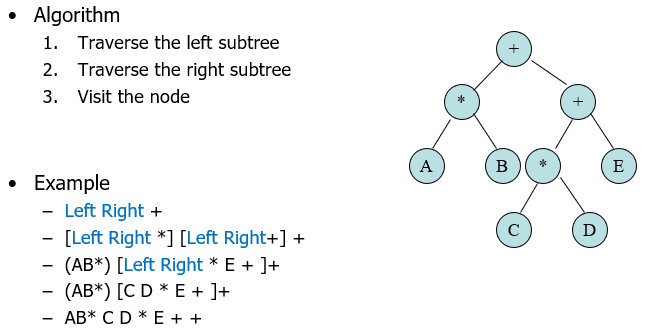 • Algorithm
1. Traverse the left subtree
2. Traverse the right subtree
3. Visit the node
• Example
– Left Right +
– [Left Right *] [Left Right+] +
– (AB*) [Left Right * E + ]+
– (AB*) [C D * E + ]+
– AB* C D * E + +
+
* +
A B * E
C D